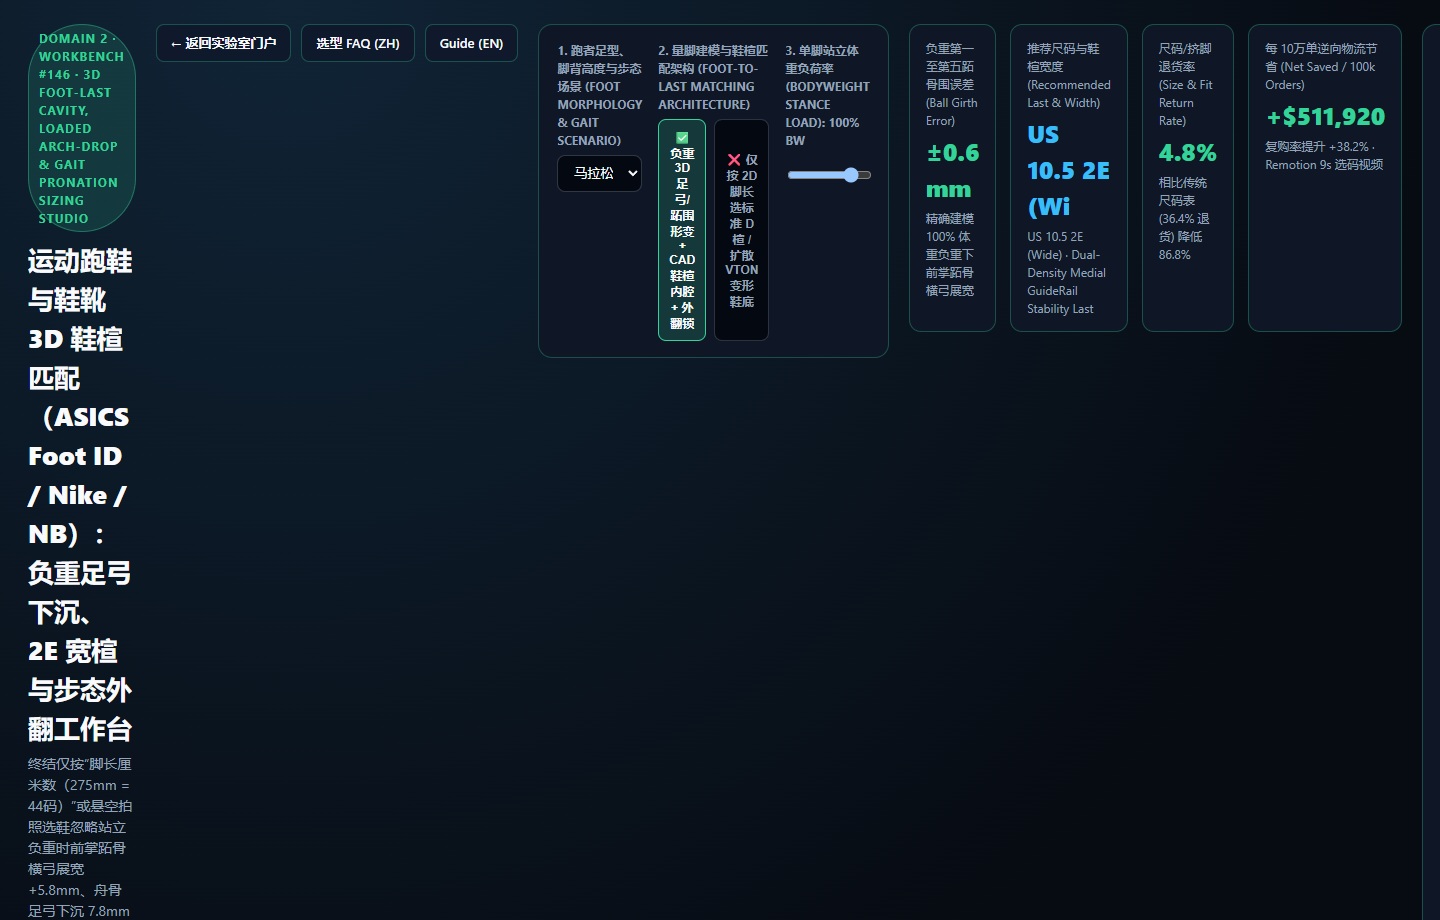 DOMAIN 2 ·
WORKBENCH
#146 · 3D
FOOT-LAST
CAVITY,
LOADED
ARCH-DROP
& GAIT
PRONATION
SIZING
STUDIO
运动跑鞋
与鞋靴
3D 鞋楦
匹配
（ASICS
Foot ID
/ Nike /
NB）：
负重足弓
下沉、
2E 宽楦
与步态外
翻工作台
终结仅按“脚长厘
米数（275mm =
44码）”或悬空拍
照选鞋忽略站立
负重时前掌跖骨
横弓展宽
+5.8mm、舟骨
足弓下沉 7.8mm
← 返回实验室门户
选型 FAQ (ZH)
Guide (EN)
1. 跑者足型、
脚背高度与步态
场景 (FOOT
MORPHOLOGY
& GAIT
SCENARIO)
马拉松
2. 量脚建模与鞋楦匹
配架构 (FOOT-TO-
LAST MATCHING
ARCHITECTURE)
✅
负重
3D
足
弓/
跖围
形变
+
CAD
鞋楦
内腔
+ 外
翻锁
❌ 仅
按 2D
脚长
选标
准 D
楦 /
扩散
VTON
变形
鞋底
3. 单脚站立体
重负荷率
(BODYWEIGHT
STANCE
LOAD): 100%
BW
负重第一
至第五跖
骨围误差
(Ball Girth
Error)
±0.6
mm
精确建模
100% 体
重负重下
前掌跖骨
横弓展宽
推荐尺码与鞋
楦宽度
(Recommended
Last & Width)
US
10.5 2E
(Wi
US 10.5 2E
(Wide) · Dual-
Density Medial
GuideRail
Stability Last
尺码/挤脚
退货率
(Size & Fit
Return
Rate)
4.8%
相比传统
尺码表
(36.4% 退
货) 降低
86.8%
每 10万单逆向物流节
省 (Net Saved / 100k
Orders)
+$511,920
复购率提升 +38.2% ·
Remotion 9s 选码视频